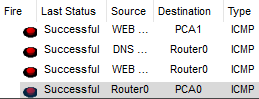 Fire Last Status Source Destination Type
Successful WEB ... PCA1 ICMP
Successful DNS ... Router0 ICMP
Successful WEB ... Router0 ICMP
Successful Router0 PCA0 ICMP